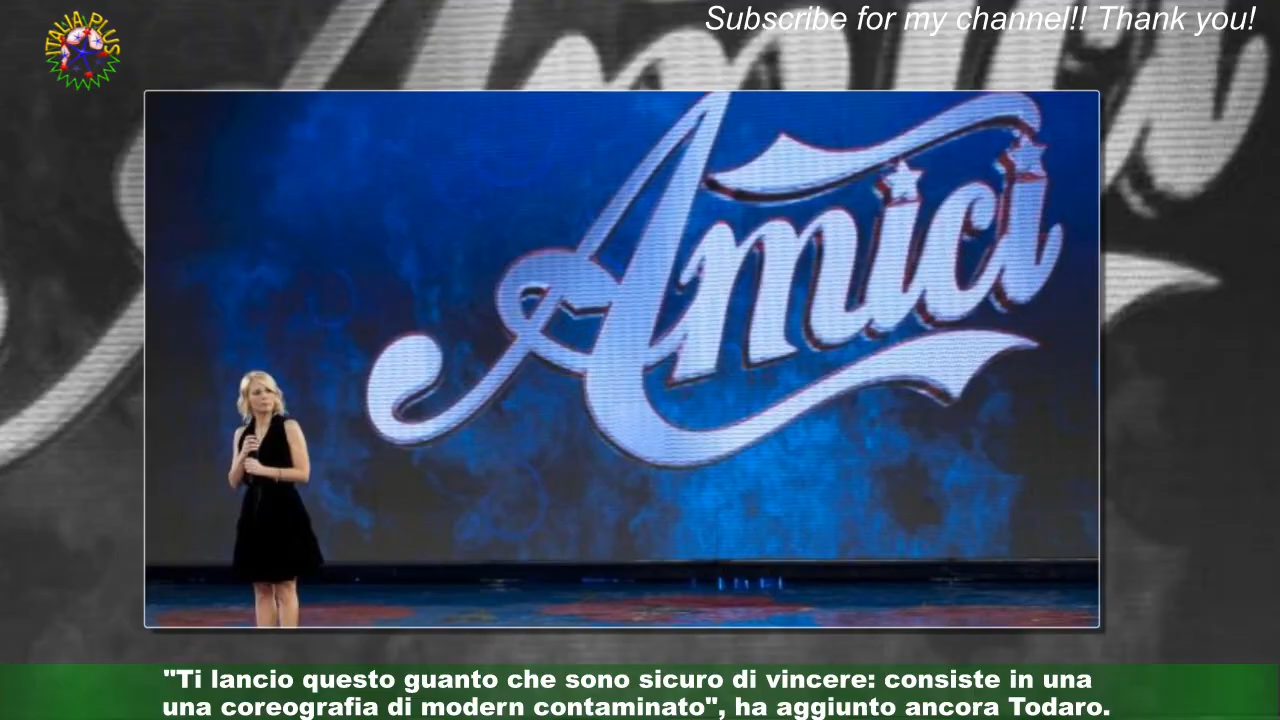 Subscribe for my channel!! Thank you!
ITALIA PLUS
Amici
"Ti lancio questo guanto che sono sicuro di vincere: consiste in una
una coreografia di modern contaminato", ha aggiunto ancora Todaro.